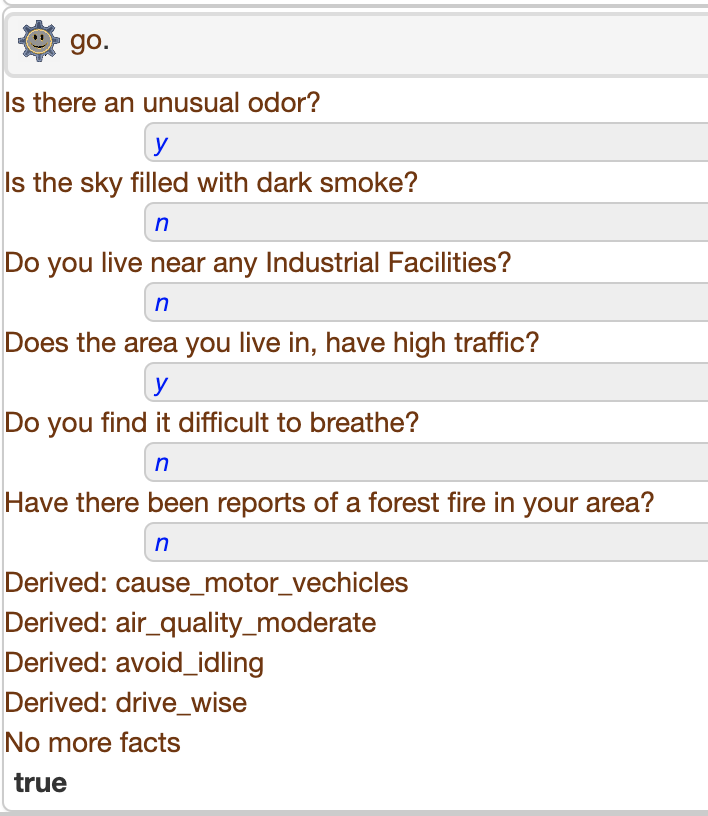 go.
Is there an unusual odor?
y
Is the sky filled with dark smoke?
n
Do you live near any Industrial Facilities?
n
Does the area you live in, have high traffic?
y
Do you find it difficult to breathe?
n
Have there been reports of a forest fire in your area?
n
Derived: cause_motor_vechicles
Derived: air_quality_moderate
Derived: avoid_idling
Derived: drive_wise
No more facts
true